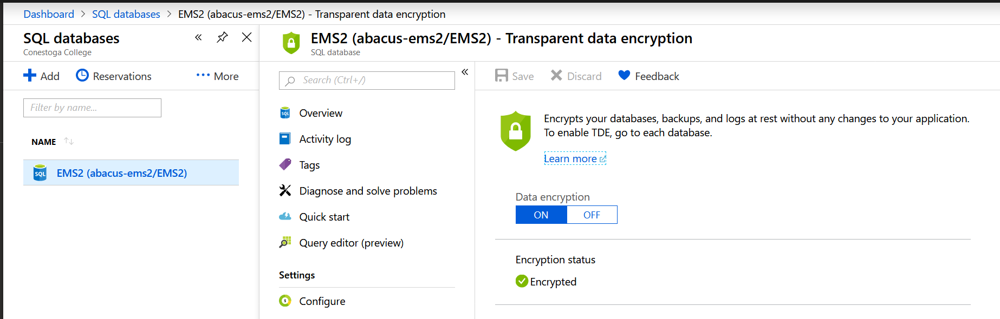 Dashboard > SQL databases > EMS2 (abacus-ems2/EMS2) - Transparent data encryption
SQL databases
Conestoga College
Add
Reservations
More
Filter by name...
NAME
SQL
EMS2 (abacus-ems2/EMS2)
EMS2 (abacus-ems2/EMS2) - Transparent data encryption
SQL database
Search (Ctrl+/)
SQL
Overview
Activity log
Tags
Diagnose and solve problems
Quick start
Query editor (preview)
Settings
$
Configure
Save
Discard
Feedback
Encrypts your databases, backups, and logs at rest without any changes to your application.
To enable TDE, go to each database.
Learn more
Data encryption
ON
OFF
Encryption status
Encrypted